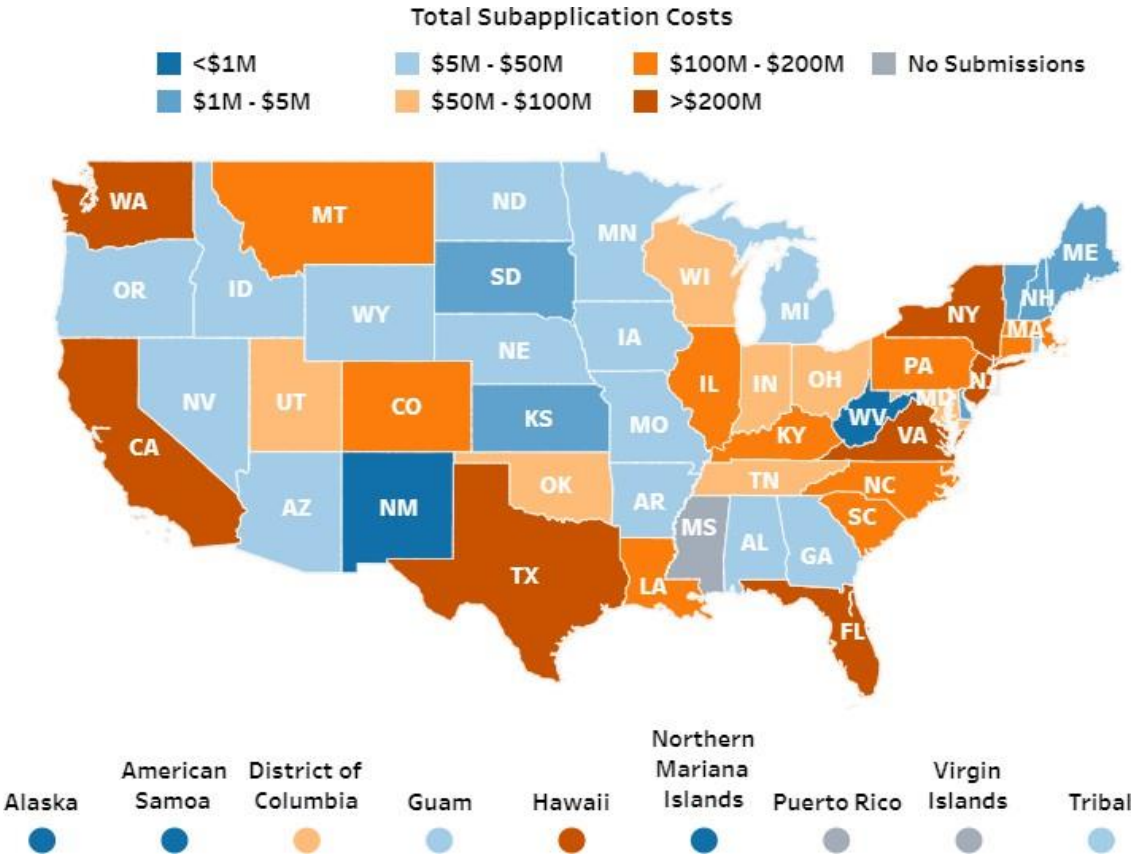 Total Subapplication Costs
<$1M
$5M - $50M
$100M - $200M
No Submissions
$1M - $5M
$50M - $100M
>$200M
WA
MT
ND
MN
ME
OR
ID
SD
WI
NH
WY
MI
NY
MA
NE
IA
PA
NV
UT
CO
IL
IN
OH
NJ
MD
KS
MO
WV
VA
CA
KY
AZ
NM
OK
AR
TN
NC
SC
MS
AL
GA
TX
LA
FL
Alaska
American
Samoa
District of
Columbia
Guam
Hawaii
Northern
Mariana
Islands
Puerto Rico
Virgin
Islands
Tribal